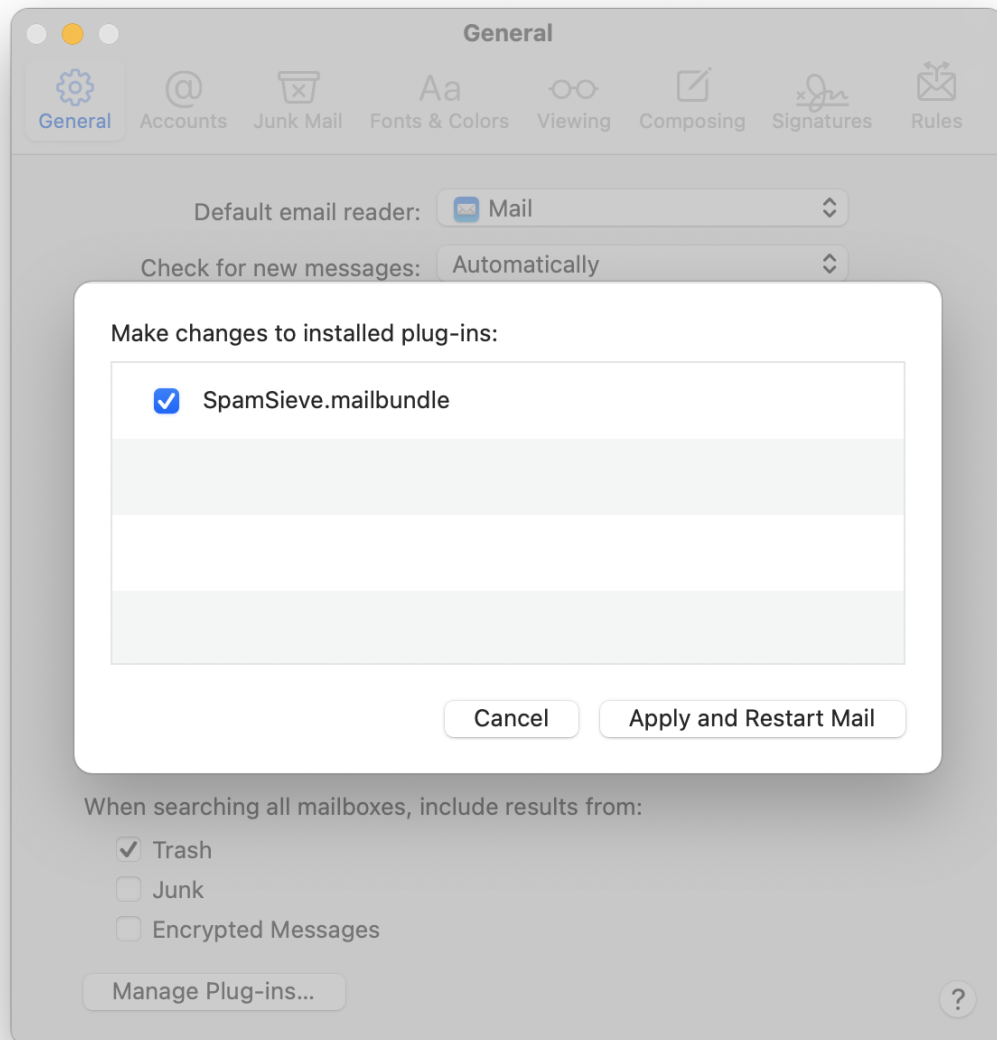 General
General Accounts Junk Mail Fonts & Colors Viewing Composing Signatures Rules
Default email reader: Mail
Check for new messages: Automatically
Make changes to installed plug-ins:
SpamSieve.mailbundle
Cancel Apply and Restart Mail
When searching all mailboxes, include results from:
Trash
Junk
Encrypted Messages
Manage Plug-ins... ?